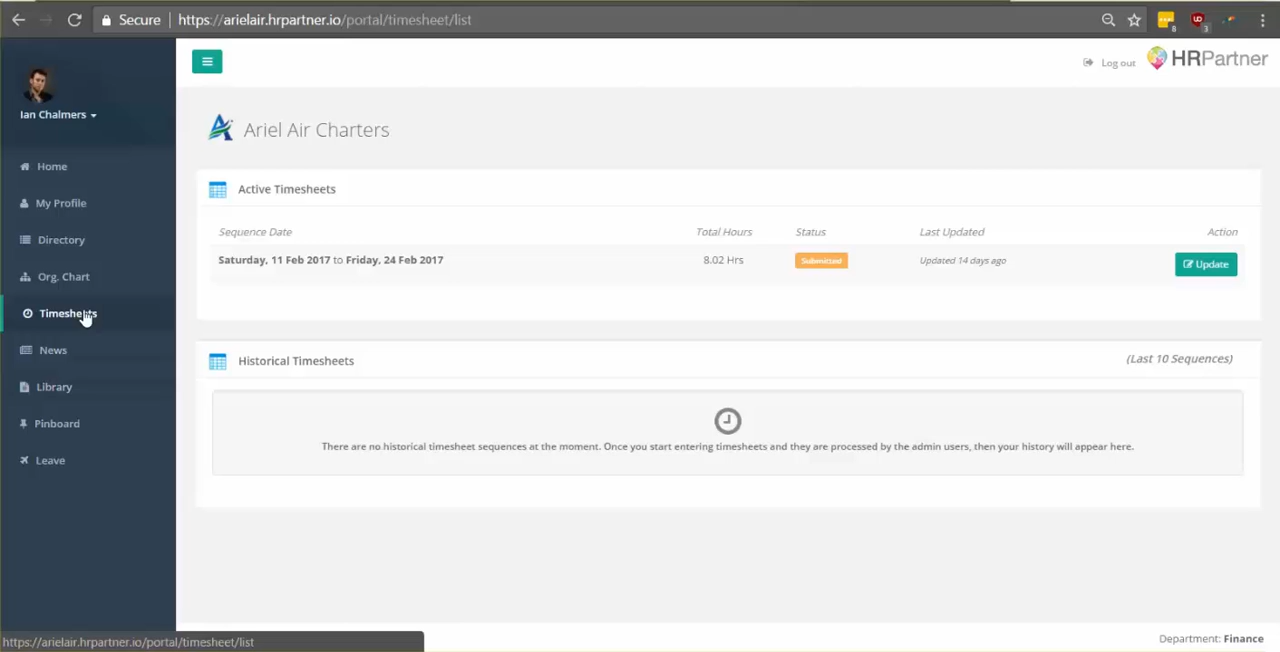 Secure | https://arielair.hrpartner.io/portal/timesheet/list
8
3
Ian Chalmers
Home
My Profile
Directory
Org. Chart
Timesheets
News
Library
Pinboard
Leave
Log out
HRPartner
Ariel Air Charters
Active Timesheets
Sequence Date Total Hours Status Last Updated Action
Saturday, 11 Feb 2017 to Friday, 24 Feb 2017 8.02 Hrs Submitted Updated 14 days ago Update
Historical Timesheets (Last 10 Sequences)
There are no historical timesheet sequences at the moment. Once you start entering timesheets and they are processed by the admin users, then your history will appear here.
https://arielair.hrpartner.io/portal/timesheet/list
Department: Finance